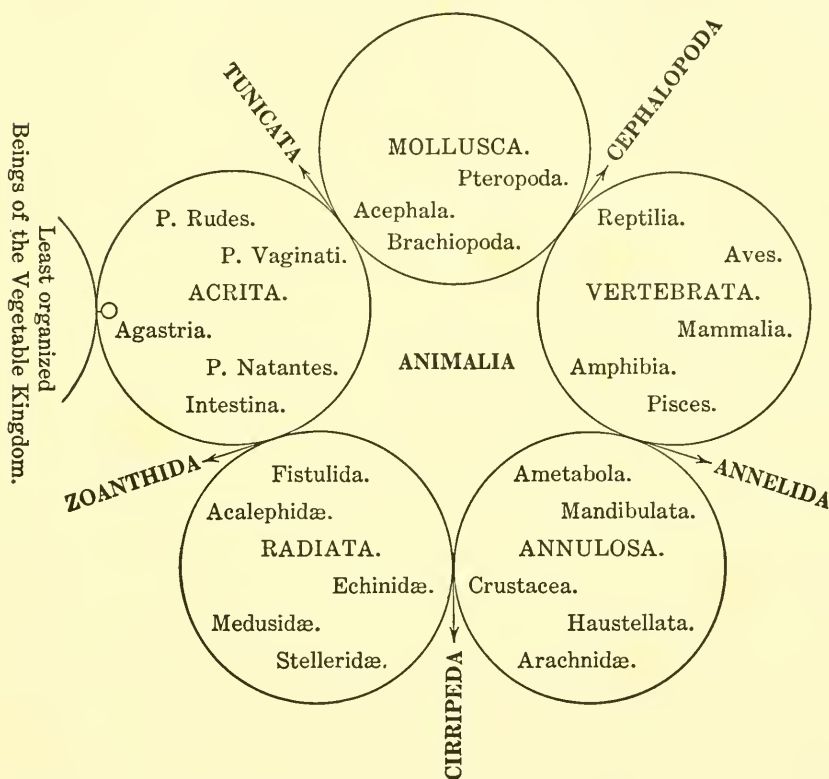 TUNICATA
CEPHALOPODA
MOLLUSCA.
Pteropoda.
Acephala.
Brachiopoda.
Least organized
Beings of the Vegetable Kingdom.
P. Rudes.
P. Vaginati.
ACRITA.
Agastria.
P. Natantes.
Intestina.
ANIMALIA
Reptilia.
Aves.
VERTEBRATA.
Mammalia.
Amphibia.
Pisces.
ZOANTHIDA
ANNELIDA
Fistulida.
Acalephidæ.
RADIATA.
Echinidæ.
Medusidæ.
Stelleridæ.
Ametabola.
Mandibulata.
ANNULOSA.
Crustacea.
Haustellata.
Arachnidæ.
CIRRIPEDA